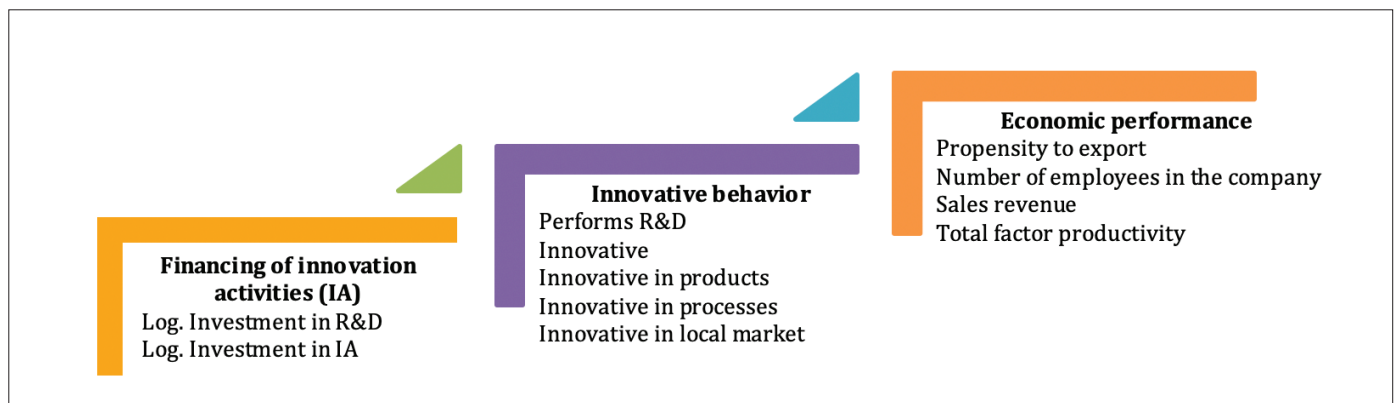 Financing of innovation
activities (IA)
Log. Investment in R&D
Log. Investment in IA
Innovative behavior
Performs R&D
Innovative
Innovative in products
Innovative in processes
Innovative in local market
Economic performance
Propensity to export
Number of employees in the company
Sales revenue
Total factor productivity